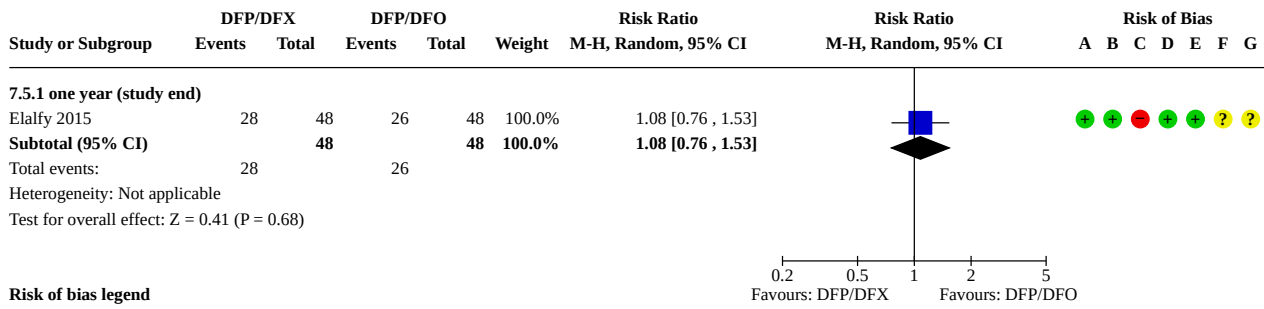 DFP/DFX DFP/DFO Risk Ratio Risk Ratio Risk of Bias
Study or Subgroup Events Total Events Total Weight M-H, Random, 95% CI M-H, Random, 95% CI A B C D E F G
7.5.1 one year (study end)
Elalfy 2015 28 48 26 48 100.0% 1.08 [0.76 , 1.53] + + − + + ? ?
Subtotal (95% CI) 48 48 100.0% 1.08 [0.76 , 1.53]
Total events: 28 26
Heterogeneity: Not applicable
Test for overall effect: Z = 0.41 (P = 0.68)
0.2 0.5 1 2 5
Risk of bias legend Favours: DFP/DFX Favours: DFP/DFO